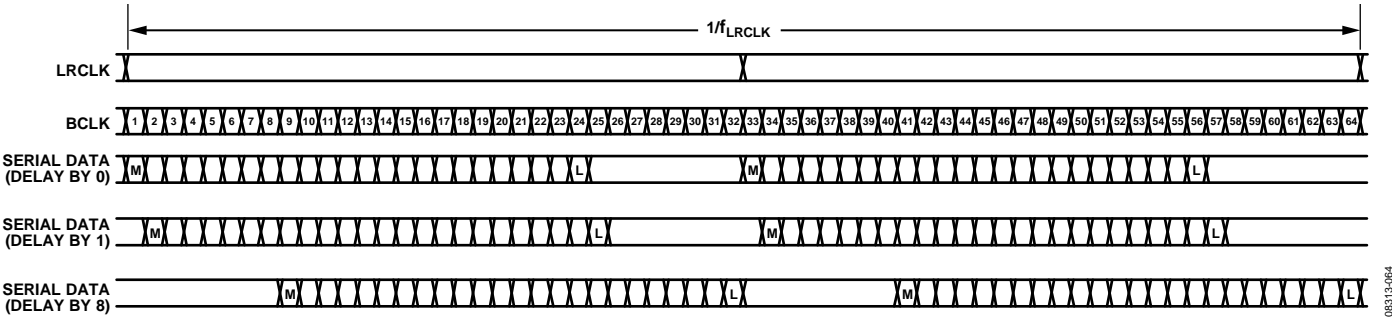 1/fLRCLK
LRCLK
BCLK 1 2 3 4 5 6 7 8 9 10 11 12 13 14 15 16 17 18 19 20 21 22 23 24 25 26 27 28 29 30 31 32 33 34 35 36 37 38 39 40 41 42 43 44 45 46 47 48 49 50 51 52 53 54 55 56 57 58 59 60 61 62 63 64
SERIAL DATA
(DELAY BY 0) M L M L
SERIAL DATA
(DELAY BY 1) M L M L
SERIAL DATA
(DELAY BY 8) M L M L
08313-064